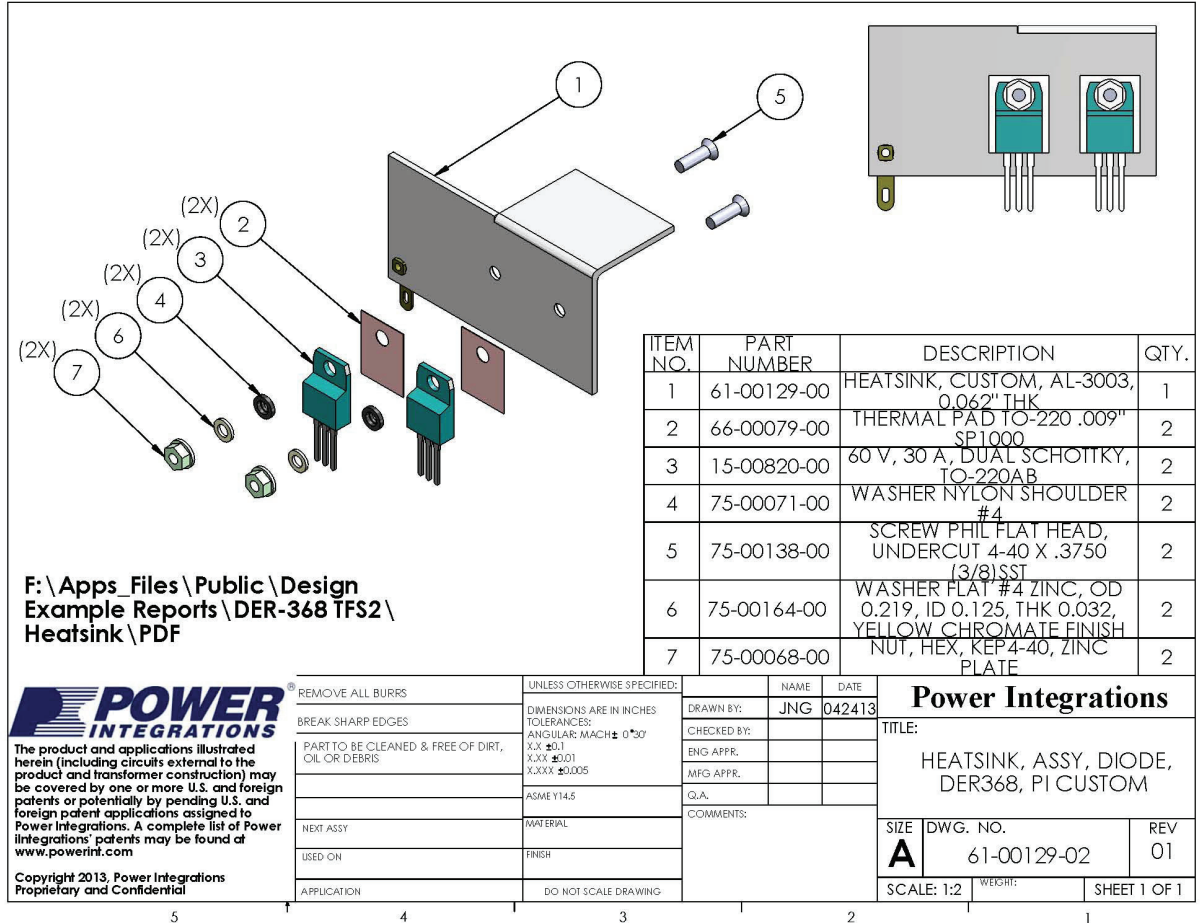 1
5
(2X)
2
(2X)
3
(2X)
4
(2X)
6
(2X)
7
ITEM NO.
PART NUMBER
DESCRIPTION
QTY.
1
61-00129-00
HEATSINK, CUSTOM, AL-3003,
0.062" THK
1
2
66-00079-00
THERMAL PAD TO-220 .009"
SP1000
2
3
15-00820-00
60 V, 30 A, DUAL SCHOTTKY,
TO-220AB
2
4
75-00071-00
WASHER NYLON SHOULDER
#4
2
5
75-00138-00
SCREW PHIL FLAT HEAD,
UNDERCUT 4-40 X .3750
(3/8)SST
2
6
75-00164-00
WASHER FLAT #4 ZINC, OD
0.219, ID 0.125, THK 0.032,
YELLOW CHROMATE FINISH
2
7
75-00068-00
NUT, HEX, KEP4-40, ZINC
PLATE
2
F:\Apps_Files\Public\Design
Example Reports\DER-368 TFS2\
Heatsink\PDF
POWER ®
INTEGRATIONS
The product and applications illustrated
herein (including circuits external to the
product and transformer construction) may
be covered by one or more U.S. and foreign
patents or potentially by pending U.S. and
foreign patent applications assigned to
Power Integrations. A complete list of Power
iIntegrations' patents may be found at
www.powerint.com
Copyright 2013, Power Integrations
Proprietary and Confidential
REMOVE ALL BURRS
BREAK SHARP EDGES
PART TO BE CLEANED & FREE OF DIRT,
OIL OR DEBRIS
NEXT ASSY
USED ON
APPLICATION
UNLESS OTHERWISE SPECIFIED:
DIMENSIONS ARE IN INCHES
TOLERANCES:
ANGULAR: MACH± 0°30'
X.X ±0.1
X.XX ±0.01
X.XXX ±0.005
ASME Y14.5
MATERIAL
FINISH
DO NOT SCALE DRAWING
NAME
DATE
DRAWN BY:
JNG
042413
CHECKED BY:
ENG APPR.
MFG APPR.
Q.A.
COMMENTS:
Power Integrations
TITLE:
HEATSINK, ASSY, DIODE,
DER368, PI CUSTOM
SIZE
A
DWG. NO.
61-00129-02
REV
01
SCALE: 1:2
WEIGHT:
SHEET 1 OF 1
5
4
3
2
1